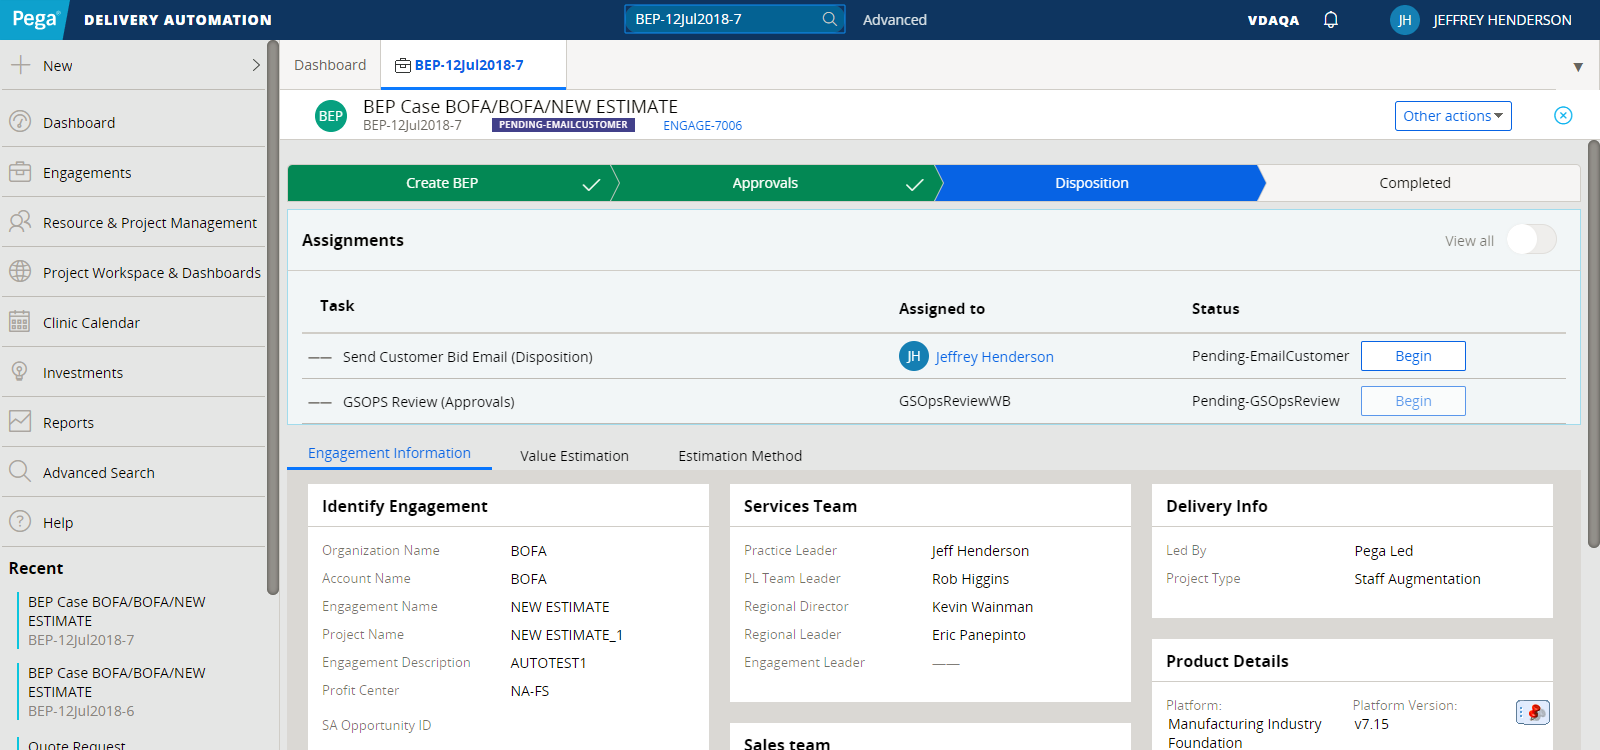 Pega DELIVERY AUTOMATION
BEP-12Jul2018-7
Advanced
VDAQA
JH JEFFREY HENDERSON
New
Dashboard
Engagements
Resource & Project Management
Project Workspace & Dashboards
Clinic Calendar
Investments
Reports
Advanced Search
Help
Recent
BEP Case BOFA/BOFA/NEW
ESTIMATE
BEP-12Jul2018-7
BEP Case BOFA/BOFA/NEW
ESTIMATE
BEP-12Jul2018-6
Quote Request
Dashboard
BEP-12Jul2018-7
BEP
BEP Case BOFA/BOFA/NEW ESTIMATE
BEP-12Jul2018-7 PENDING-EMAILCUSTOMER ENGAGE-7006
Other actions
Create BEP Approvals Disposition Completed
Assignments
View all
Task Assigned to Status
Send Customer Bid Email (Disposition) JH Jeffrey Henderson Pending-EmailCustomer Begin
GSOPS Review (Approvals) GSOpsReviewWB Pending-GSOpsReview Begin
Engagement Information Value Estimation Estimation Method
Identify Engagement
Organization Name BOFA
Account Name BOFA
Engagement Name NEW ESTIMATE
Project Name NEW ESTIMATE_1
Engagement Description AUTOTEST1
Profit Center NA-FS
SA Opportunity ID
Services Team
Practice Leader Jeff Henderson
PL Team Leader Rob Higgins
Regional Director Kevin Wainman
Regional Leader Eric Panepinto
Engagement Leader ——
Sales team
Delivery Info
Led By Pega Led
Project Type Staff Augmentation
Product Details
Platform: Platform Version:
Manufacturing Industry v7.15
Foundation